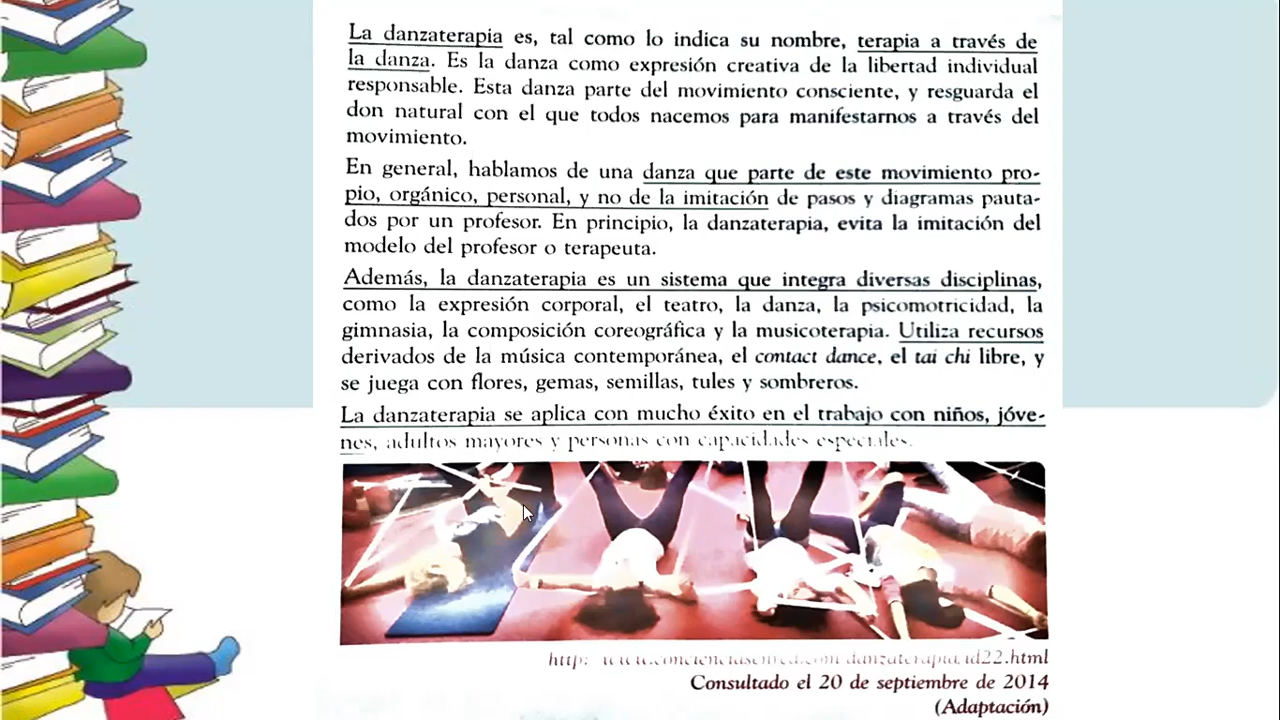 La danzaterapia es, tal como lo indica su nombre, terapia a través de
la danza. Es la danza como expresión creativa de la libertad individual
responsable. Esta danza parte del movimiento consciente, y resguarda el
don natural con el que todos nacemos para manifestarnos a través del
movimiento.
En general, hablamos de una danza que parte de este movimiento pro-
pio, orgánico, personal, y no de la imitación de pasos y diagramas pauta-
dos por un profesor. En principio, la danzaterapia, evita la imitación del
modelo del profesor o terapeuta.
Además, la danzaterapia es un sistema que integra diversas disciplinas,
como la expresión corporal, el teatro, la danza, la psicomotricidad, la
gimnasia, la composición coreográfica y la musicoterapia. Utiliza recursos
derivados de la música contemporánea, el contact dance, el tai chi libre, y
se juega con flores, gemas, semillas, tules y sombreros.
La danzaterapia se aplica con mucho éxito en el trabajo con niños, jóve-
nes, adultos mayores y personas con capacidades especiales.
Consultado el 20 de septiembre de 2014
(Adaptación)